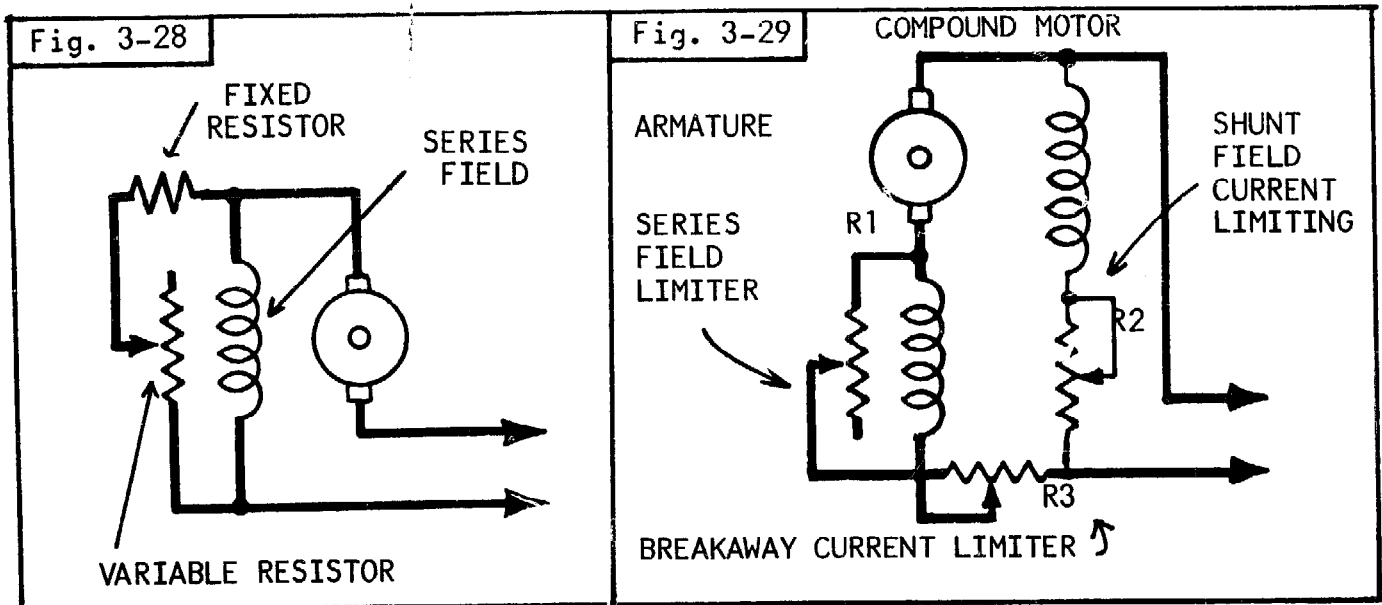 Fig. 3-28
FIXED
RESISTOR
SERIES
FIELD
VARIABLE RESISTOR
Fig. 3-29
COMPOUND MOTOR
ARMATURE
SHUNT
FIELD
CURRENT
LIMITING
R1
SERIES
FIELD
LIMITER
R2
R3
BREAKAWAY CURRENT LIMITER